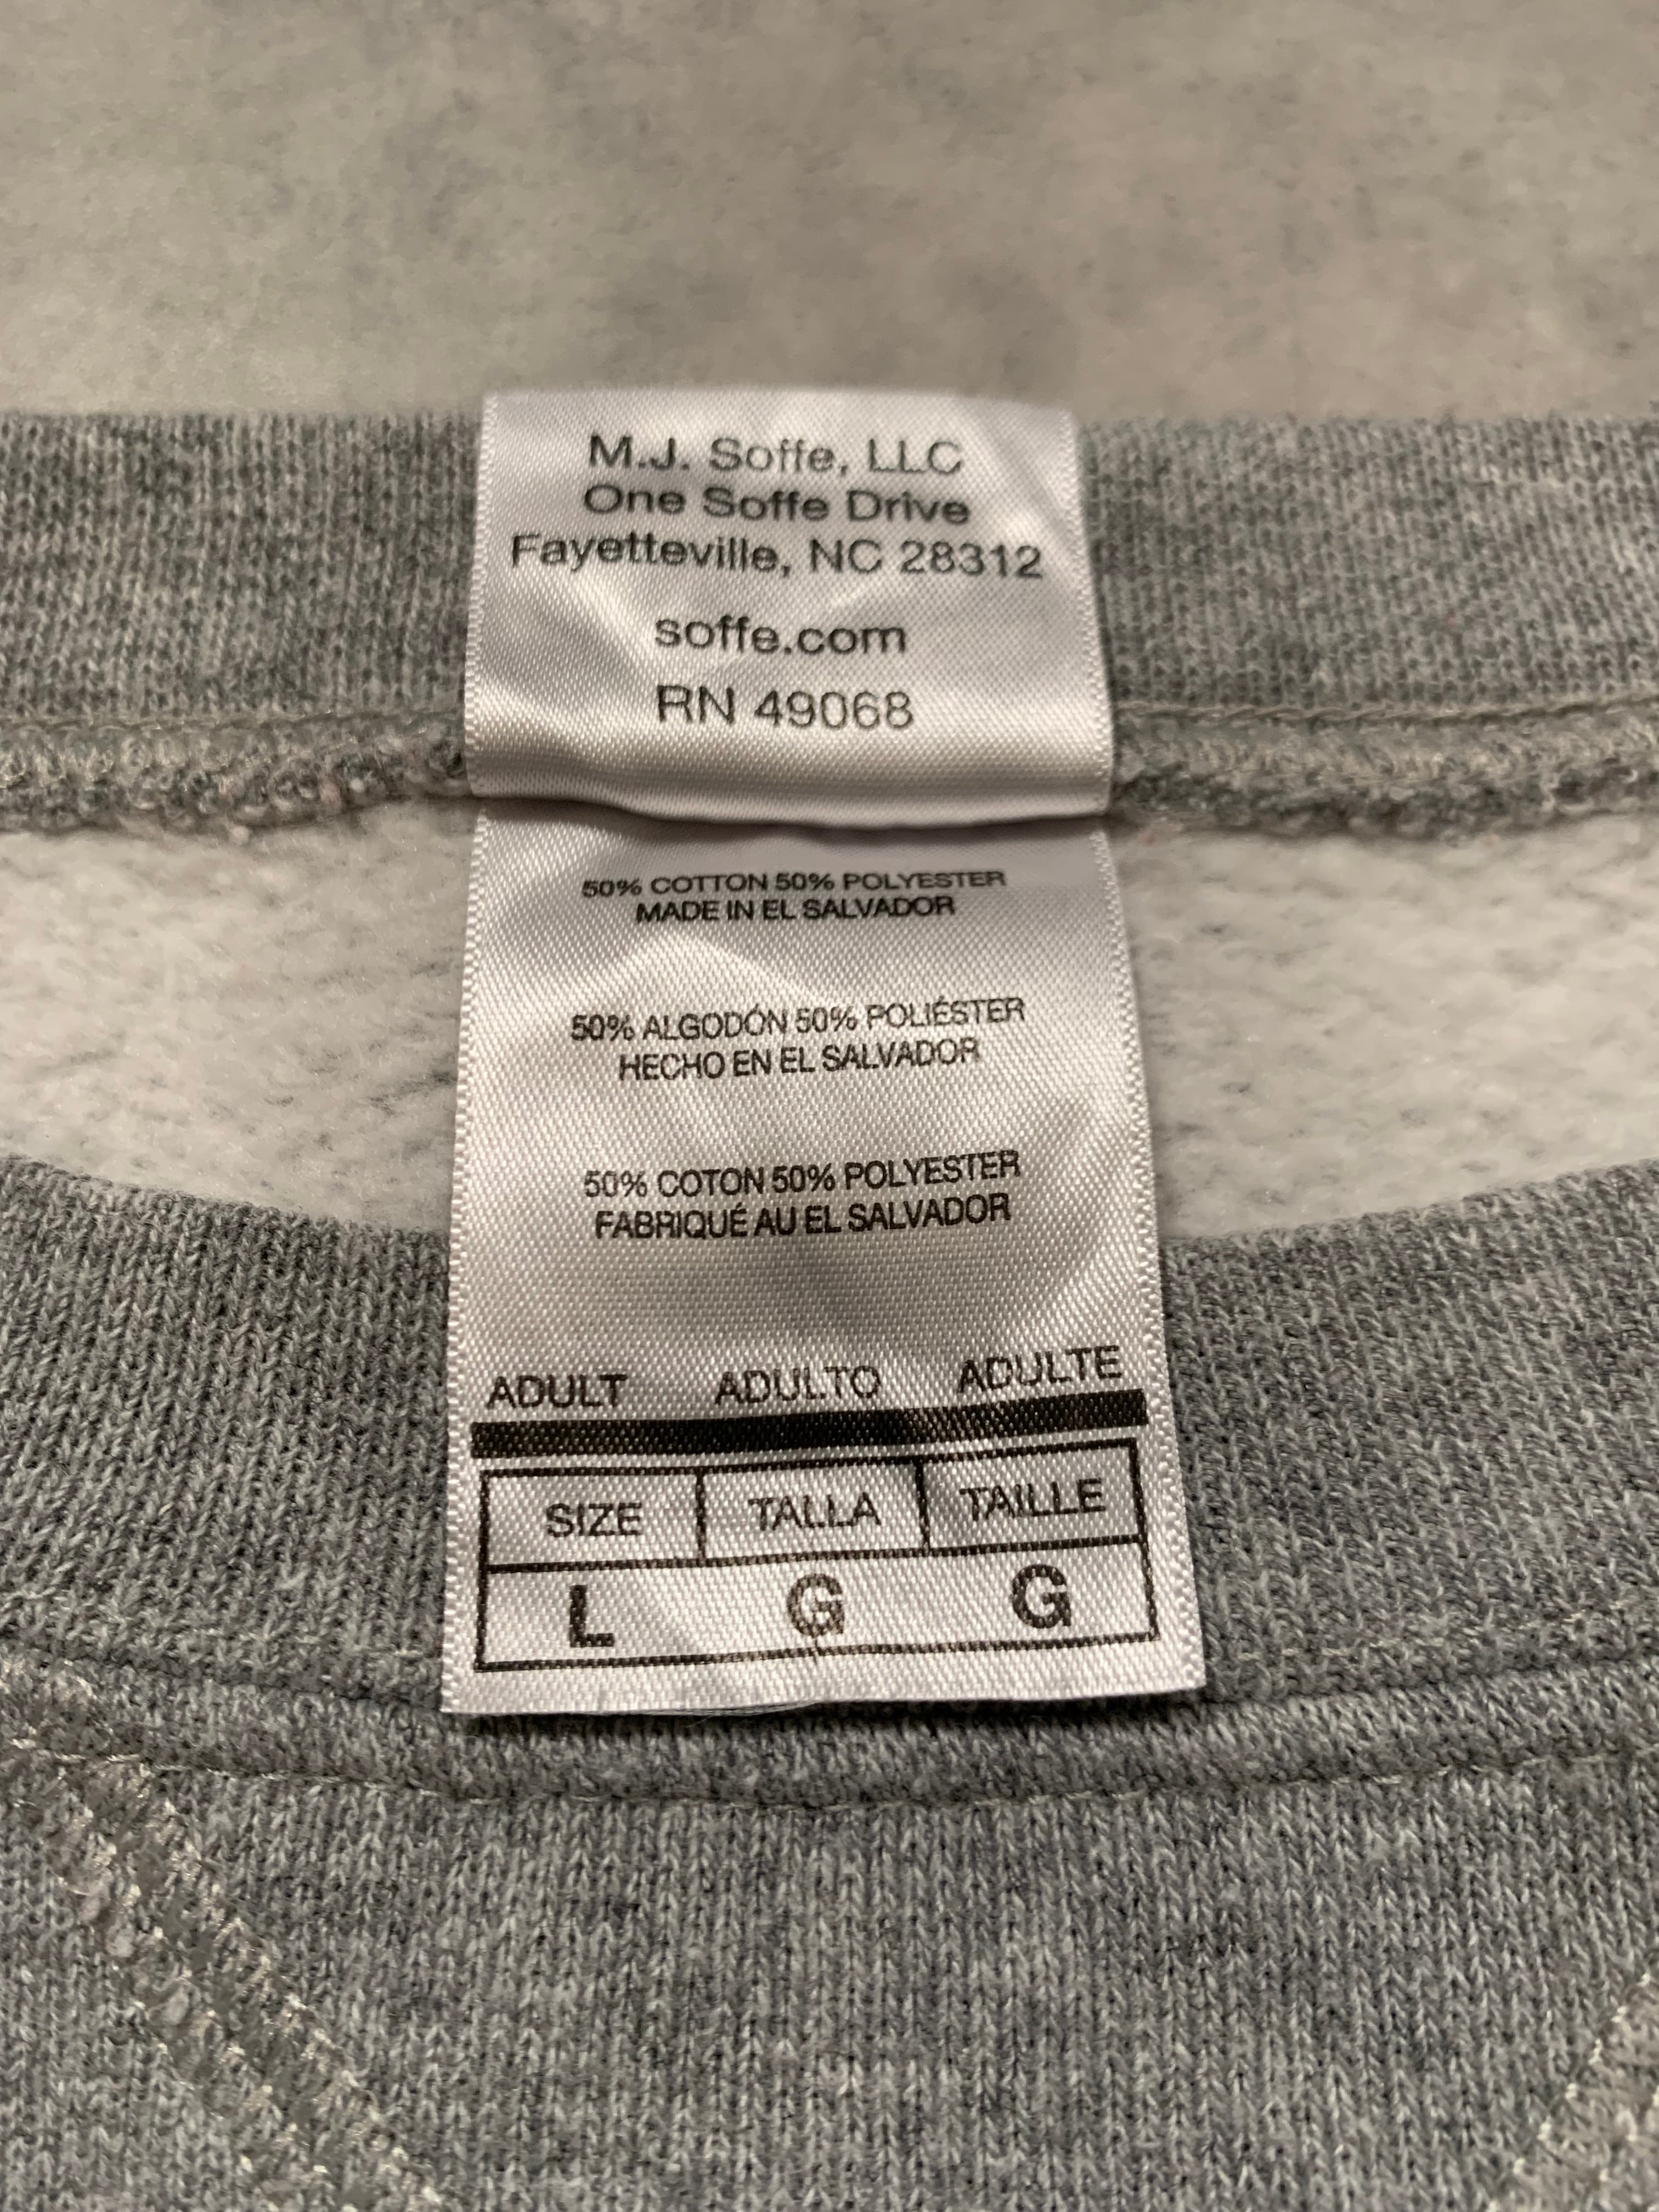 M.J. Soffe, LLC
One Soffe Drive
Fayetteville, NC 28312
soffe.com
RN 49068
50% COTTON 50% POLYESTER
MADE IN EL SALVADOR
50% ALGODÓN 50% POLIÉSTER
HECHO EN EL SALVADOR
50% COTON 50% POLYESTER
FABRIQUÉ AU EL SALVADOR
ADULT ADULTO ADULTE
SIZE TALLA TAILLE
L G G